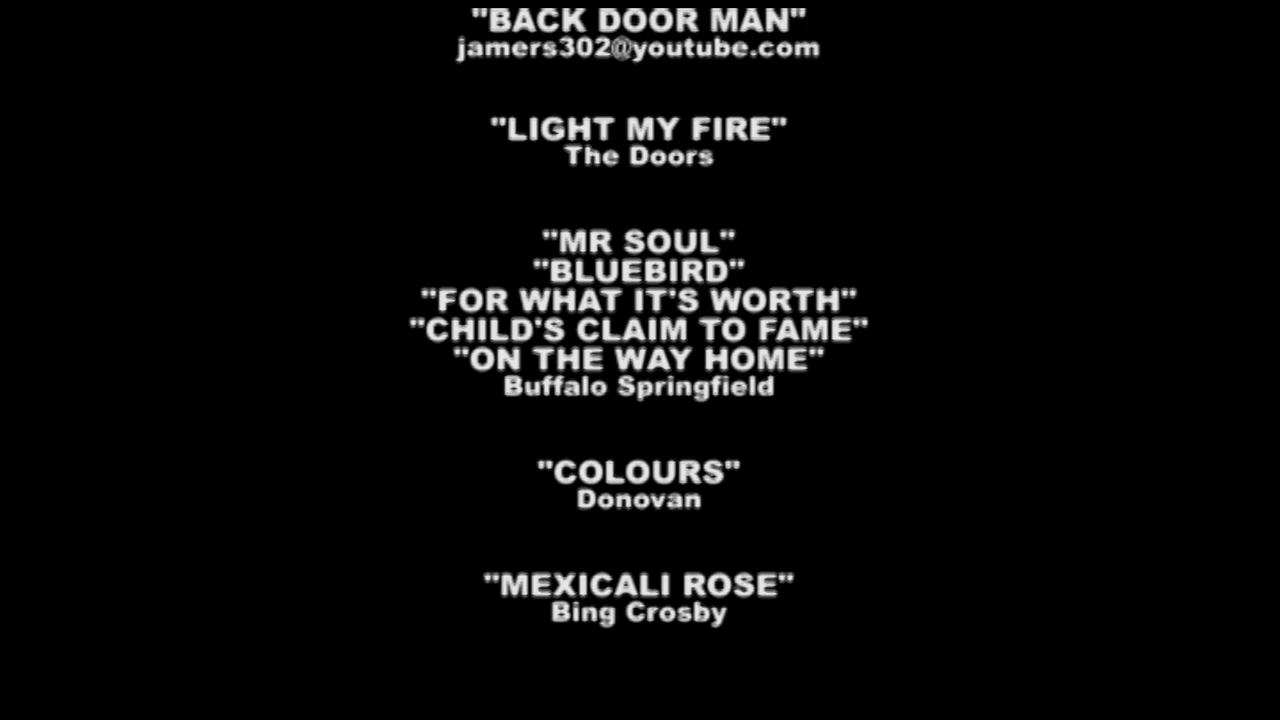 "BACK DOOR MAN"
jamers302@youtube.com
"LIGHT MY FIRE"
The Doors
"MR SOUL"
"BLUEBIRD"
"FOR WHAT IT'S WORTH"
"CHILD'S CLAIM TO FAME"
"ON THE WAY HOME"
Buffalo Springfield
"COLOURS"
Donovan
"MEXICALI ROSE"
Bing Crosby